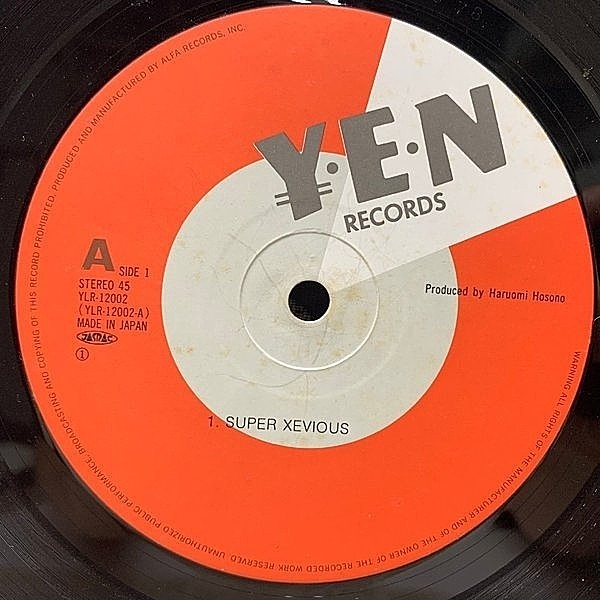 Y·E·N
RECORDS
A SIDE 1
STEREO 45
YLR-12002
(YLR-12002-A)
MADE IN JAPAN
JASRAC
①
Produced by Haruomi Hosono
1. SUPER XEVIOUS
WARNING ALL RIGHTS OF THE MANUFACTURER AND OF THE OWNER OF THE RECORDED WORK RESERVED. UNAUTHORIZED PUBLIC PERFORMANCE, BROADCASTING AND COPYING OF THIS RECORD PROHIBITED. PRODUCED AND MANUFACTURED BY ALFA RECORDS, INC.